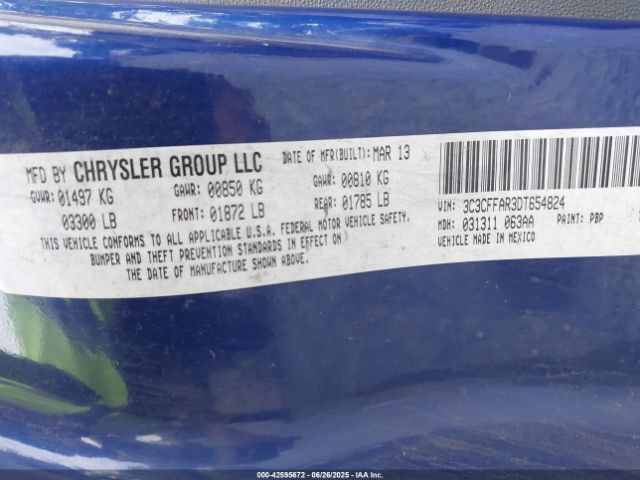 MFD BY CHRYSLER GROUP LLC DATE OF MFR(BUILT): MAR 13
GVWR: 01497 KG GAWR: 00850 KG GAWR: 00810 KG
03300 LB FRONT: 01872 LB REAR: 01785 LB
THIS VEHICLE CONFORMS TO ALL APPLICABLE U.S.A. FEDERAL MOTOR VEHICLE SAFETY,
BUMPER AND THEFT PREVENTION STANDARDS IN EFFECT ON
THE DATE OF MANUFACTURE SHOWN ABOVE.
VIN: 3C3CFFAR3DT654824
MDH: 031311 063AA PAINT: PBP
VEHICLE MADE IN MEXICO
00-42595672 | 06/26/2025 | © IAA, INC.